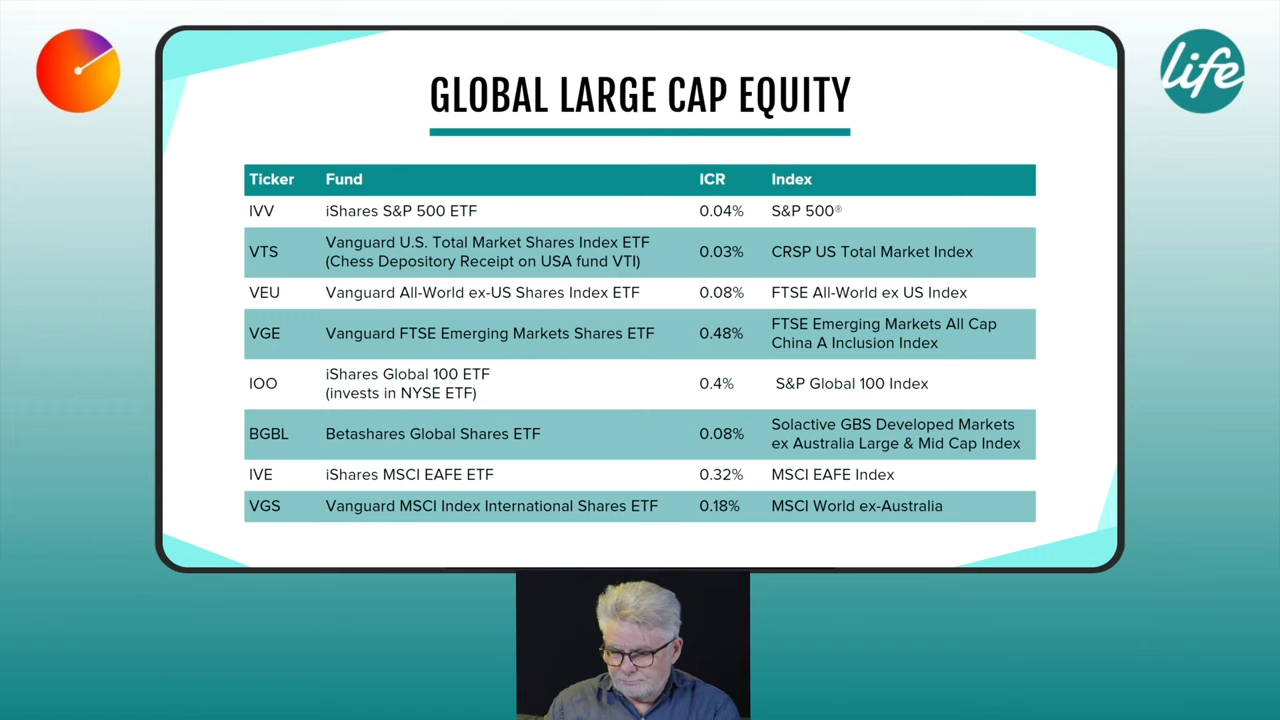 life
GLOBAL LARGE CAP EQUITY
Ticker Fund ICR Index
IVV iShares S&P 500 ETF 0.04% S&P 500®
VTS Vanguard U.S. Total Market Shares Index ETF (Chess Depository Receipt on USA fund VTI) 0.03% CRSP US Total Market Index
VEU Vanguard All-World ex-US Shares Index ETF 0.08% FTSE All-World ex US Index
VGE Vanguard FTSE Emerging Markets Shares ETF 0.48% FTSE Emerging Markets All Cap China A Inclusion Index
IOO iShares Global 100 ETF (invests in NYSE ETF) 0.4% S&P Global 100 Index
BGBL Betashares Global Shares ETF 0.08% Solactive GBS Developed Markets ex Australia Large & Mid Cap Index
IVE iShares MSCI EAFE ETF 0.32% MSCI EAFE Index
VGS Vanguard MSCI Index International Shares ETF 0.18% MSCI World ex-Australia